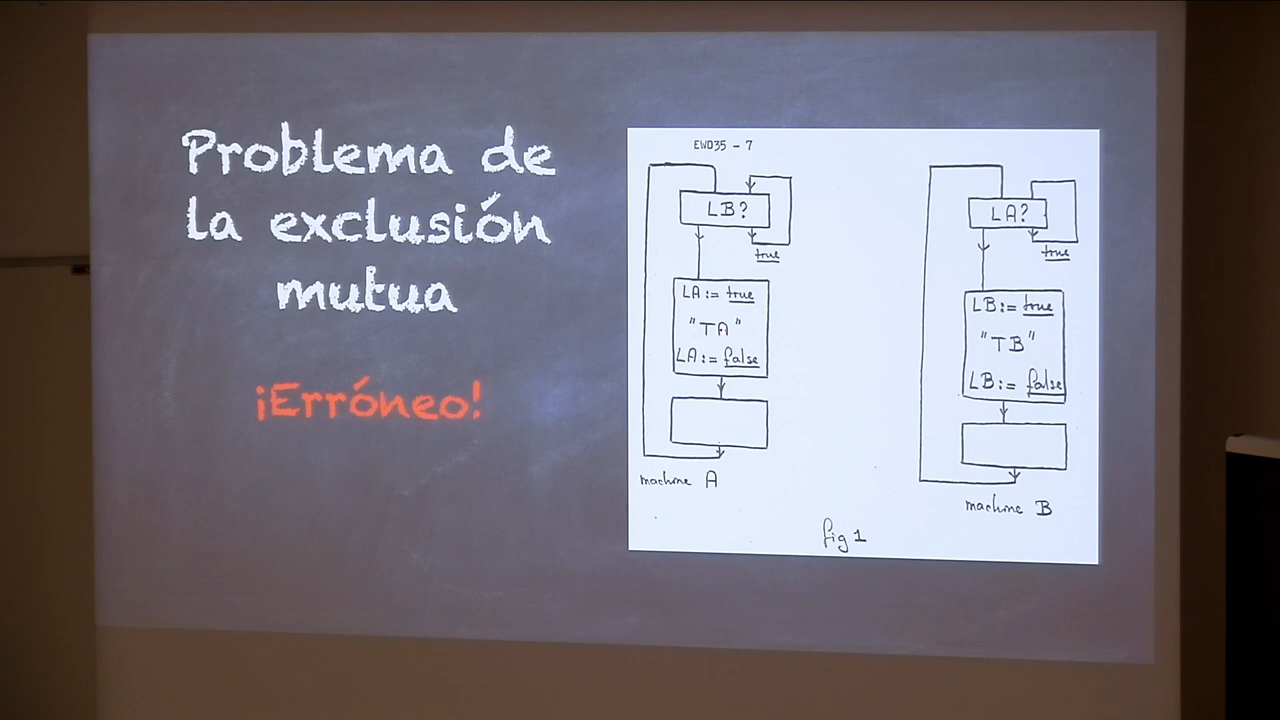 Problema de
la exclusión
mutua
¡Erróneo!
EWD35 - 7
LB?
true
LA := true
"TA"
LA := false
machine A
LA?
true
LB := true
"TB"
LB := false
machine B
fig 1